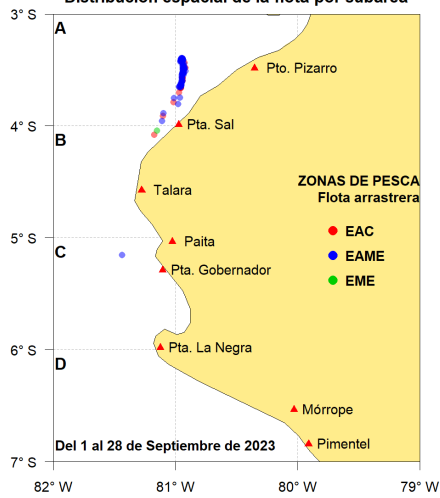 Distribución espacial de la flota por subárea
3° S
A
Pto. Pizarro
4° S
Pta. Sal
B
ZONAS DE PESCA
Flota arrastrera
Talara
EAC
5° S
Paita
C
EAME
Pta. Gobernador
EME
6° S
Pta. La Negra
D
Mórrope
Del 1 al 28 de Septiembre de 2023
Pimentel
7° S
82° W
81° W
80° W
79° W